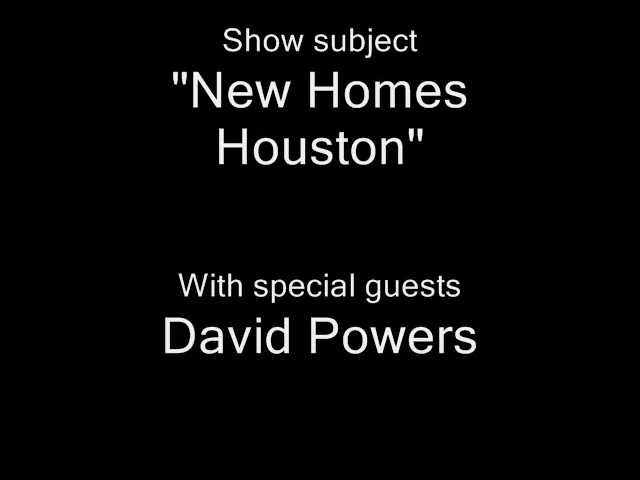 Show subject
"New Homes
Houston"
With special guests
David Powers